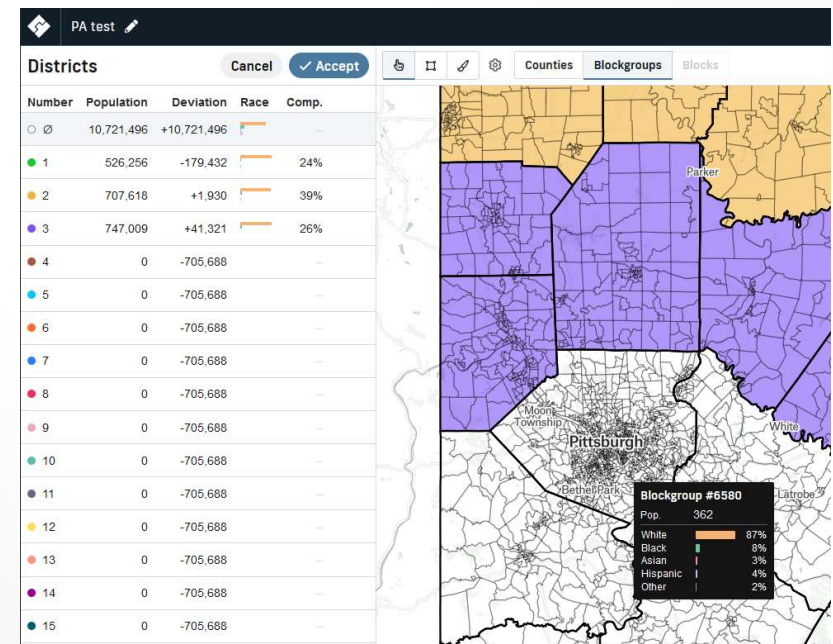 PA test
Districts Cancel Accept Counties Blockgroups Blocks
Number Population Deviation Race Comp.
Ø 10,721,496 +10,721,496 —
1 526,256 -179,432 24%
2 707,618 +1,930 39%
3 747,009 +41,321 26%
4 0 -705,688 —
5 0 -705,688 —
6 0 -705,688 —
7 0 -705,688 —
8 0 -705,688 —
9 0 -705,688 —
10 0 -705,688 —
11 0 -705,688 —
12 0 -705,688 —
13 0 -705,688 —
14 0 -705,688 —
15 0 -705,688 —
Parker
Moon
Township
Pittsburgh
White
Bethel Park
Latrobe
Blockgroup #6580
Pop. 362
White 87%
Black 8%
Asian 3%
Hispanic 4%
Other 2%